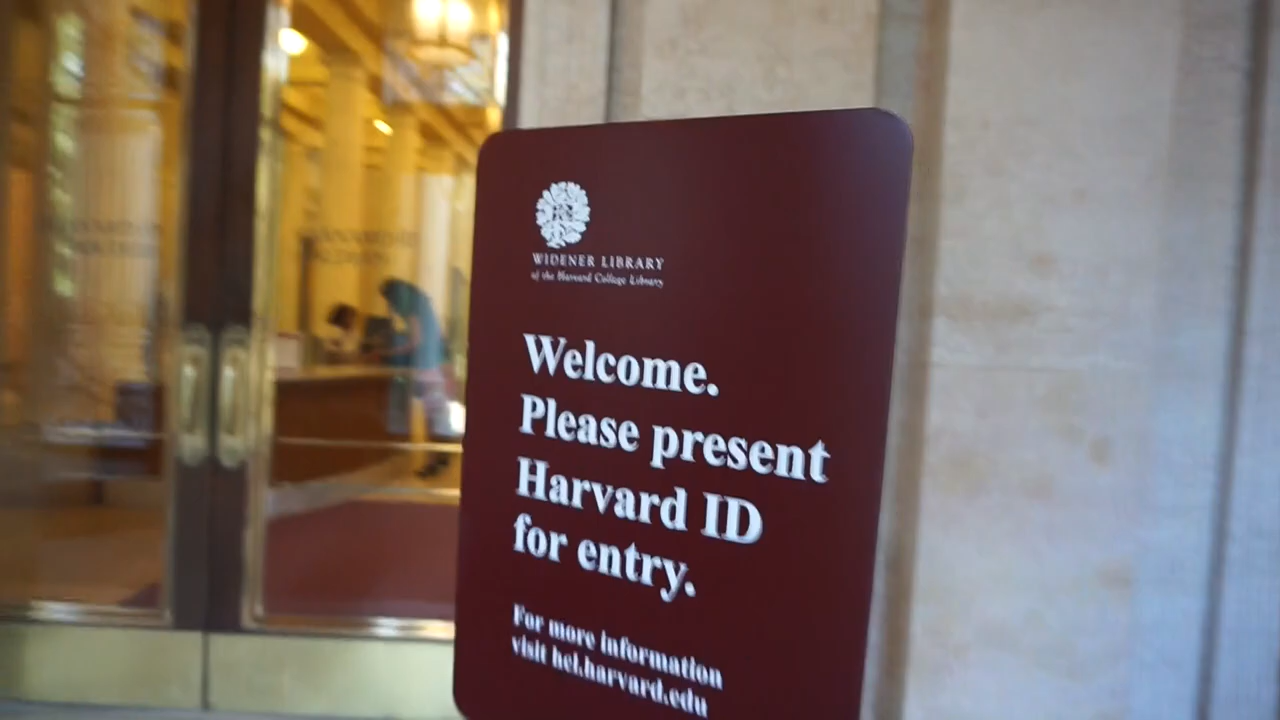 WIDENER LIBRARY
of the Harvard College Library
Welcome.
Please present
Harvard ID
for entry.
For more information
visit hcl.harvard.edu